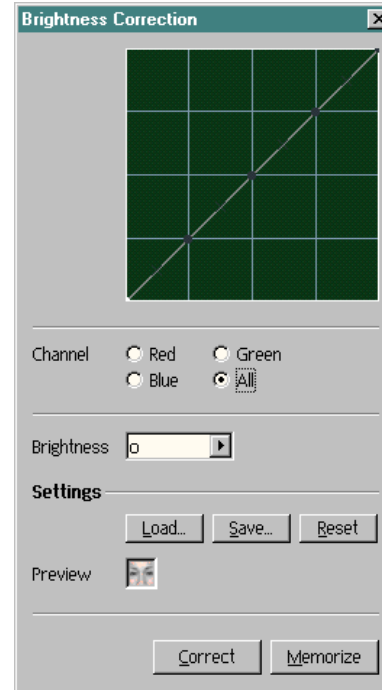 Brightness Correction
Channel
Red
Green
Blue
All
Brightness
0
Settings
Load...
Save...
Reset
Preview
Correct
Memorize